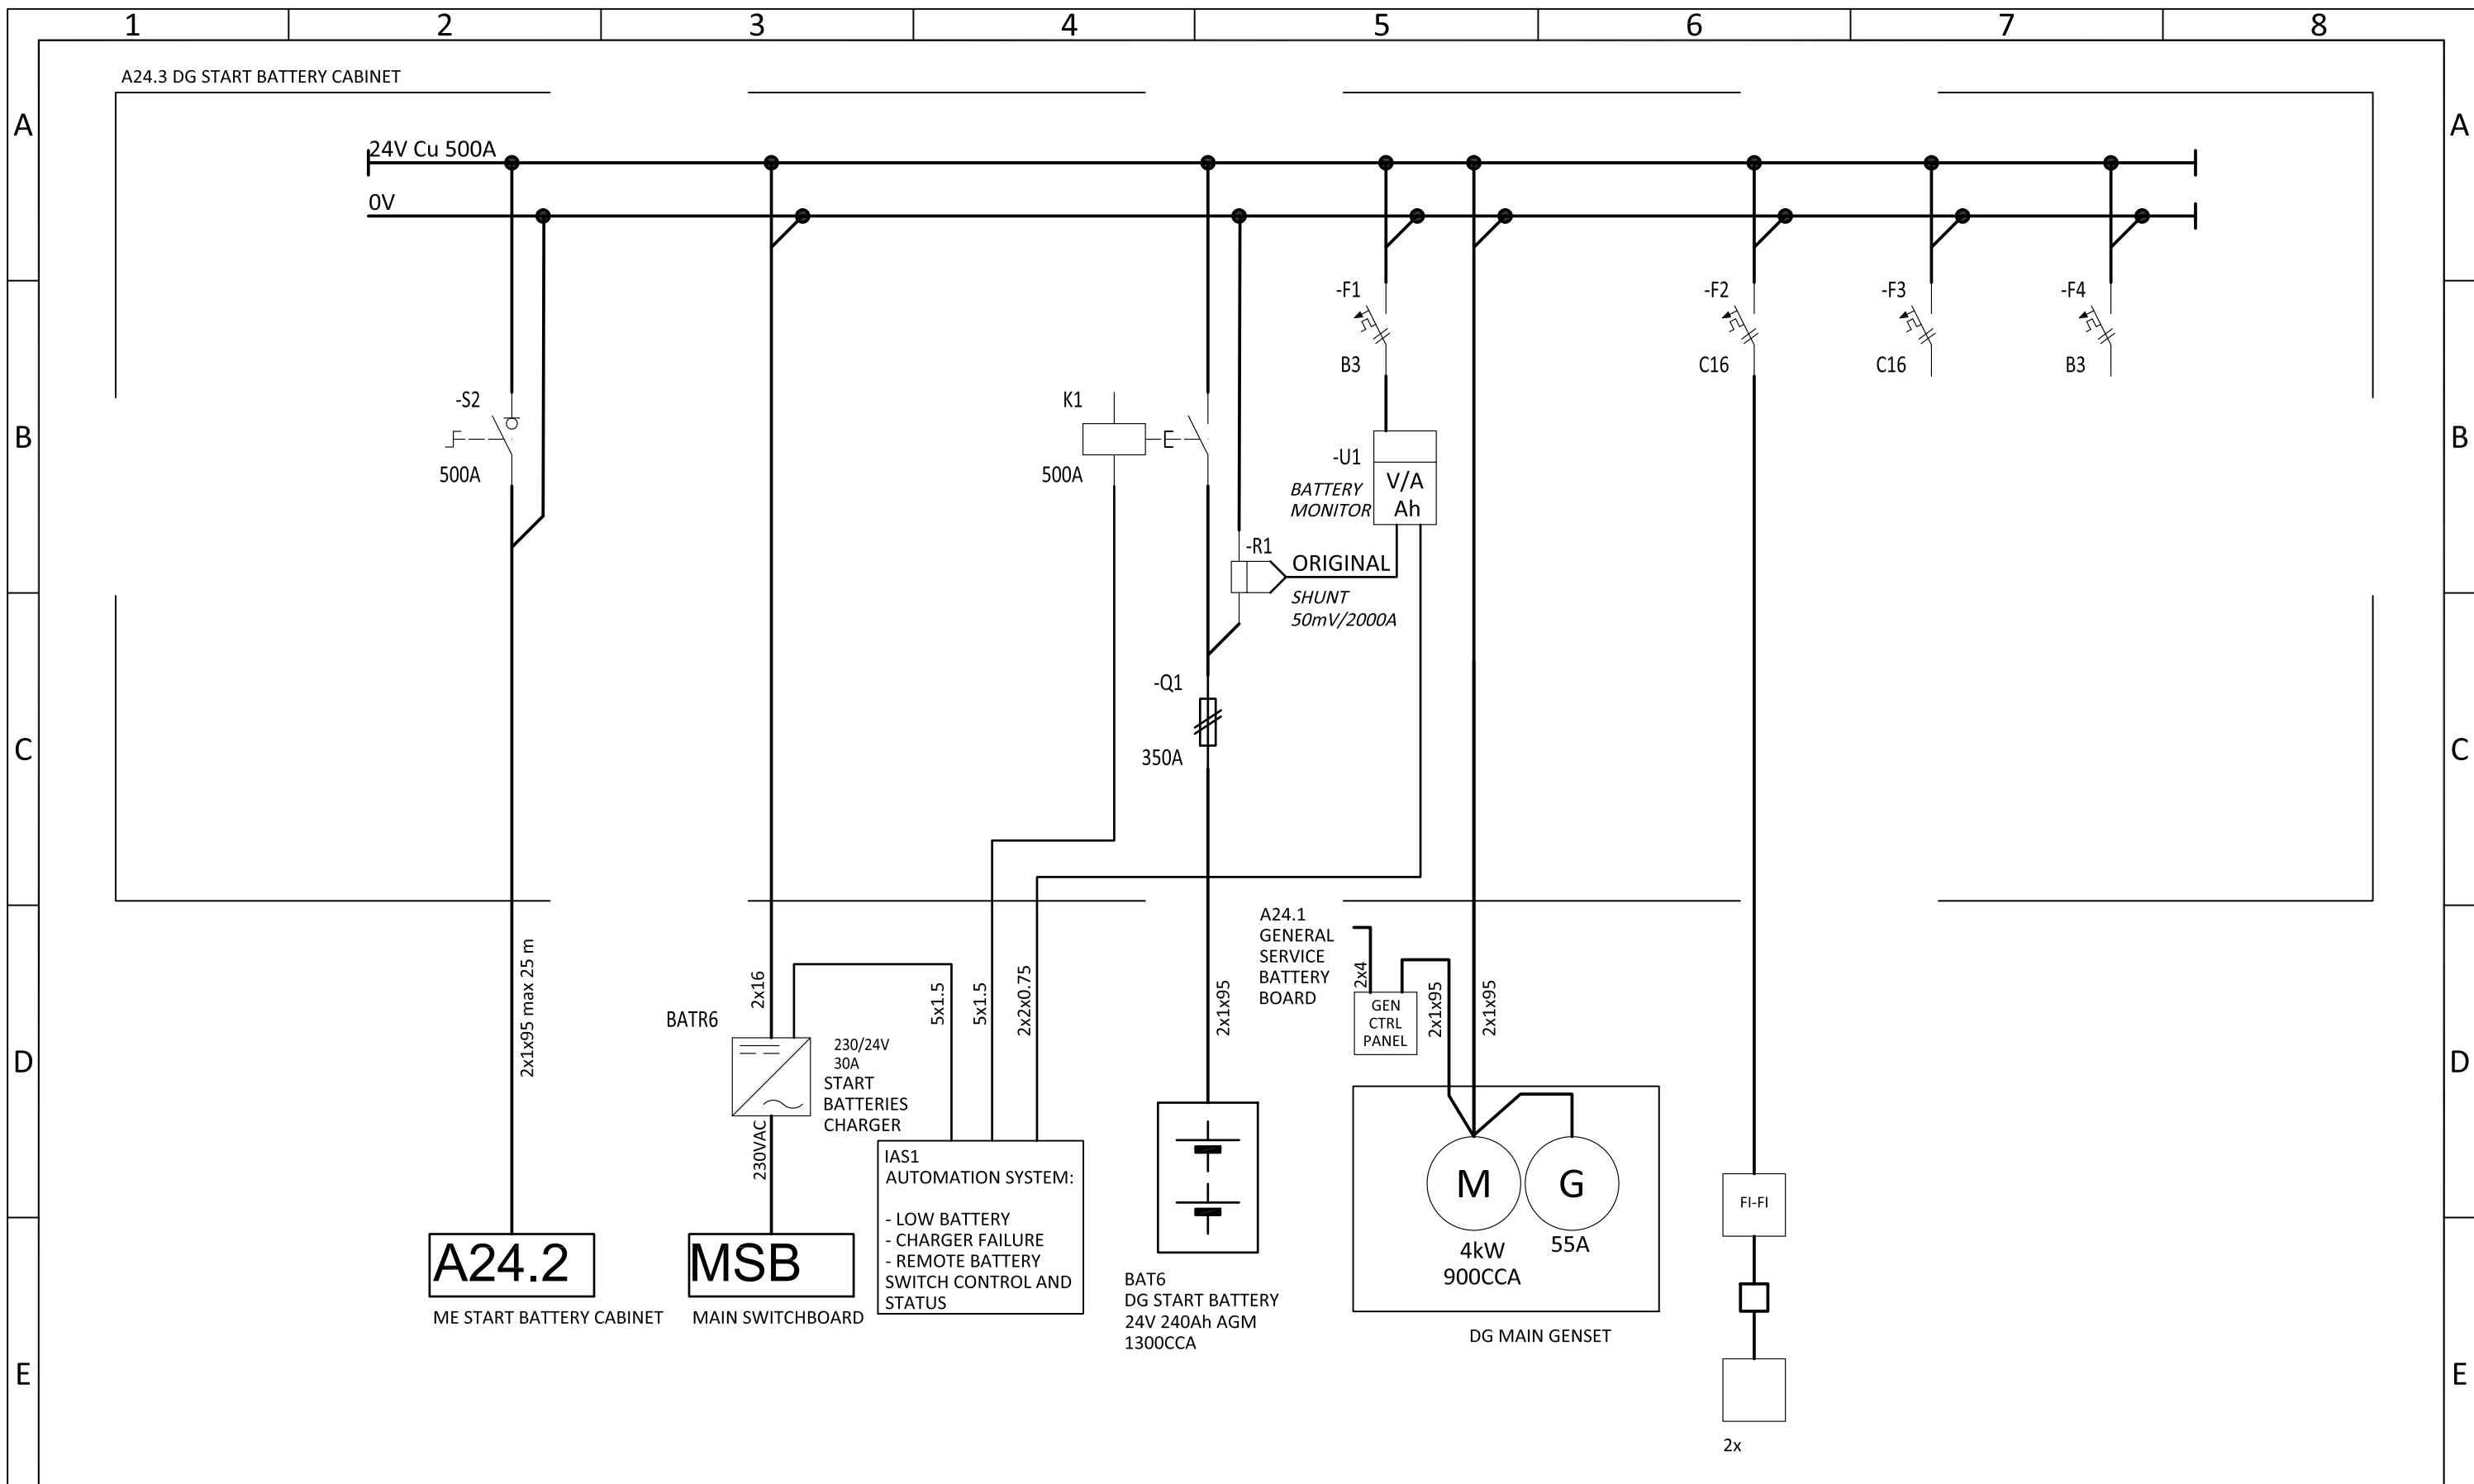 1 2 3 4 5 6 7 8
A24.3 DG START BATTERY CABINET
A A
24V Cu 500A
0V
-F1 -F2 -F3 -F4
B3 C16 C16 B3
-S2
500A
K1
500A
B B
-U1
V/A
Ah
BATTERY
MONITOR
-R1
ORIGINAL
SHUNT
50mV/2000A
-Q1
350A
C C
A24.1
GENERAL
SERVICE
BATTERY
BOARD
2x1x95 max 25 m
2x16
5x1.5
5x1.5
2x2x0.75
2x1x95
2x4
2x1x95
2x1x95
GEN
CTRL
PANEL
BATR6
230/24V
30A
START
BATTERIES
CHARGER
230VAC
D D
IAS1
AUTOMATION SYSTEM:
- LOW BATTERY
- CHARGER FAILURE
- REMOTE BATTERY
SWITCH CONTROL AND
STATUS
M G
4kW
900CCA
55A
FI-FI
A24.2
ME START BATTERY CABINET
MSB
MAIN SWITCHBOARD
BAT6
DG START BATTERY
24V 240Ah AGM
1300CCA
DG MAIN GENSET
E E
2x